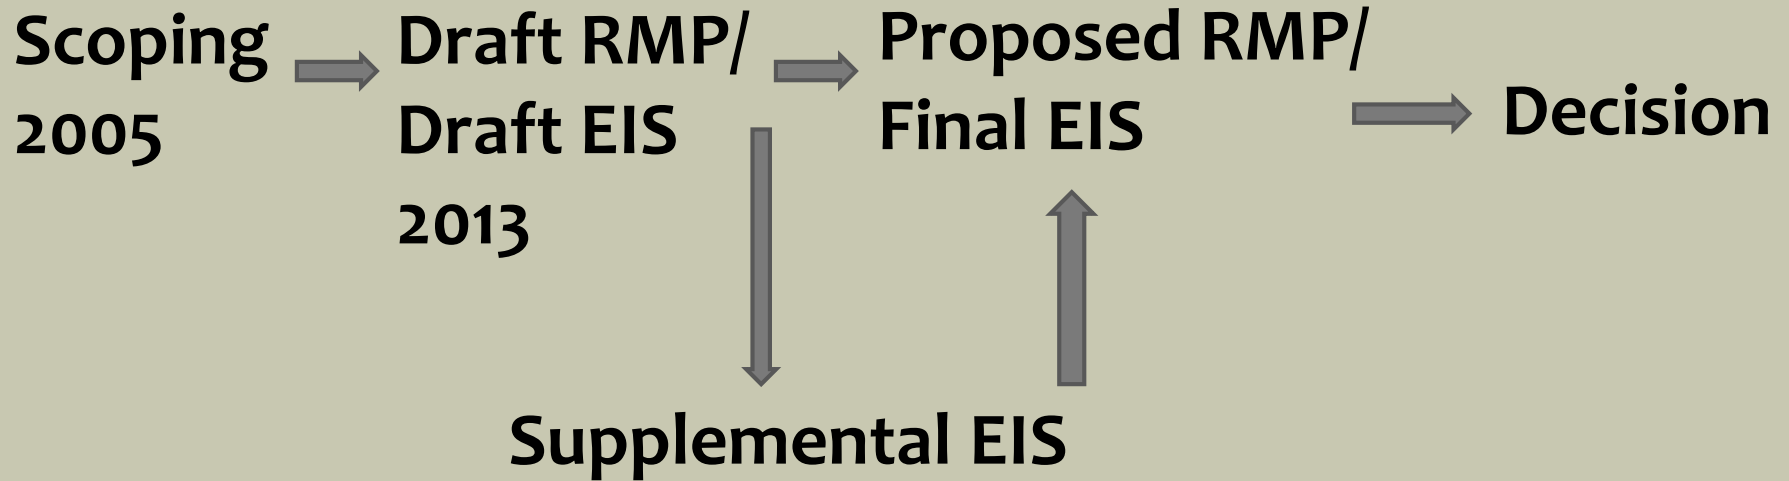 Scoping
2005
Draft RMP/
Draft EIS
2013
Proposed RMP/
Final EIS
Decision
Supplemental EIS